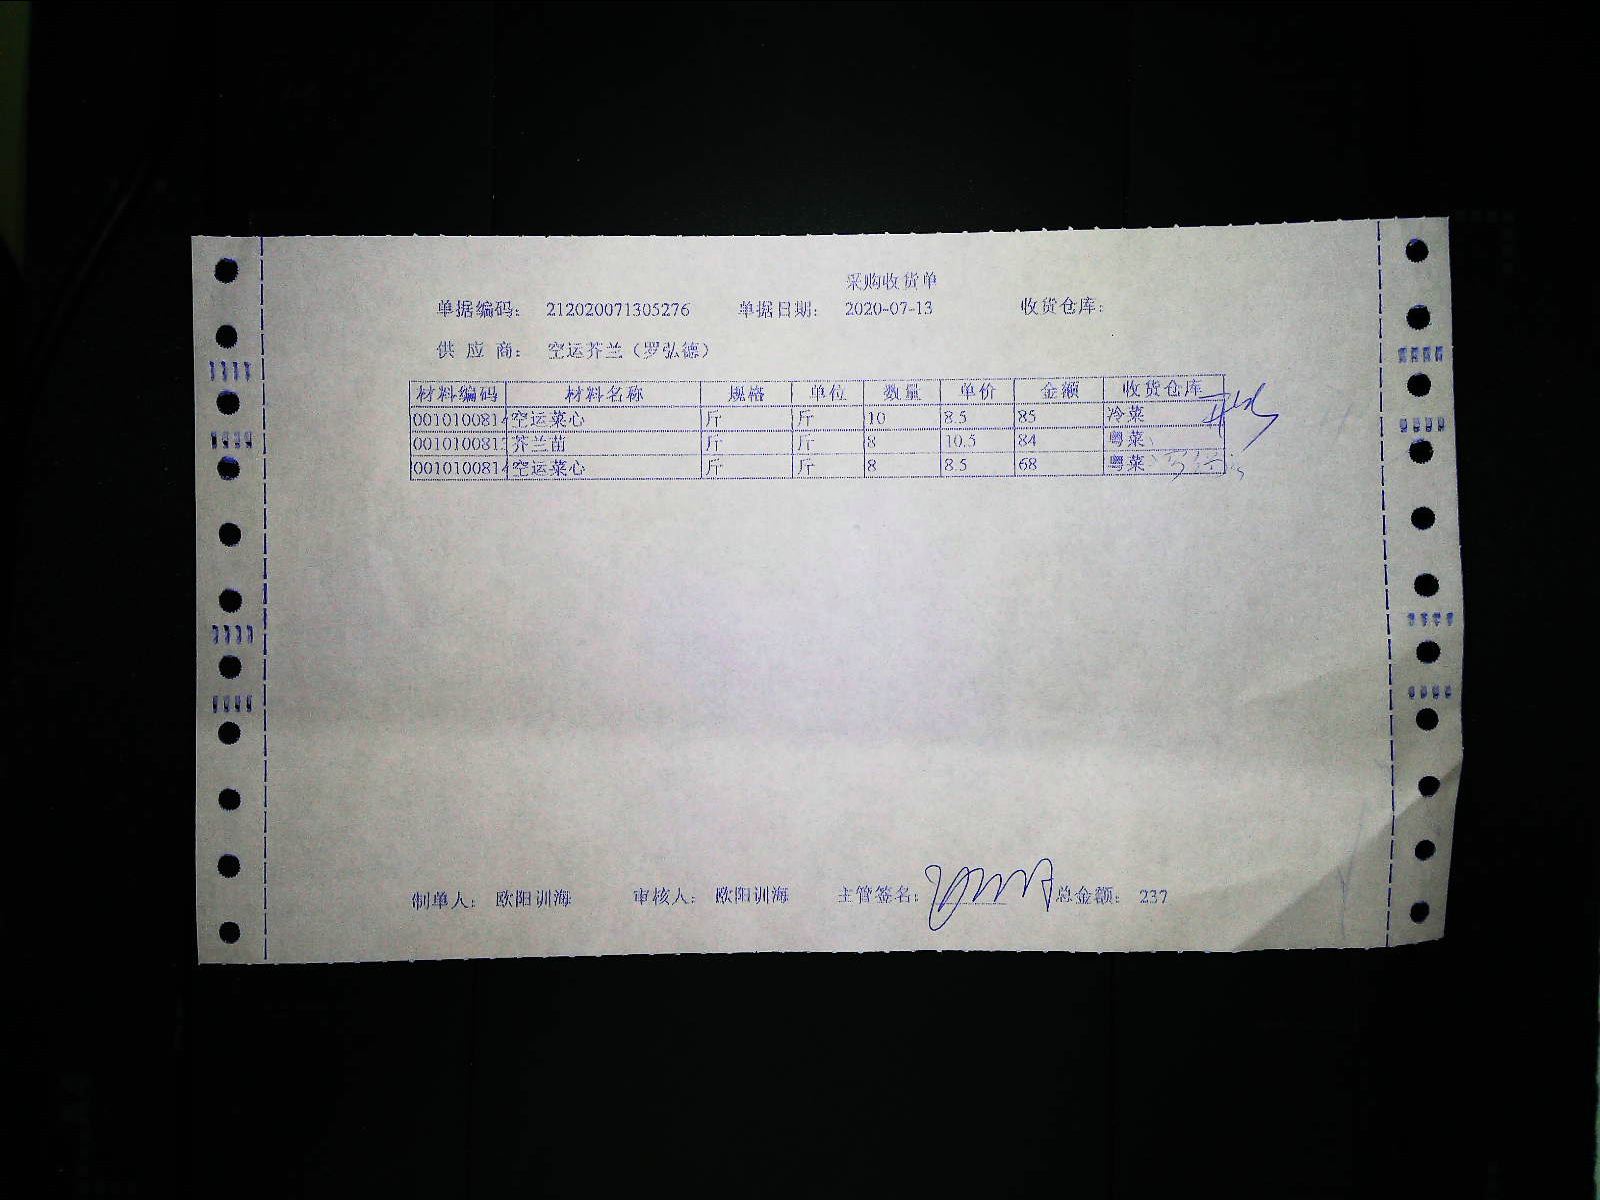 采购收货单
单据编码: 212020071305276 单据日期: 2020-07-13 收货仓库:
供 应 商: 空运芥兰(罗弘德)
材料编码 材料名称 规格 单位 数量 单价 金额 收货仓库
0010100814 空运菜心 斤 斤 10 8.5 85 冷菜
001010081 芥兰苗 斤 斤 8 10.5 84 粤菜
0010100814 空运菜心 斤 斤 8 8.5 68 粤菜
制单人: 欧阳训海 审核人: 欧阳训海 主管签名: 总金额: 237